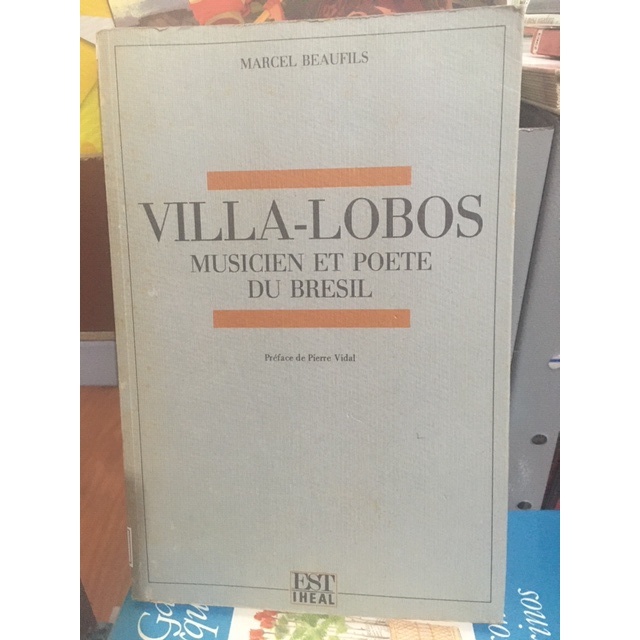 MARCEL BEAUFILS
VILLA-LOBOS
MUSICIEN ET POETE
DU BRESIL
Préface de Pierre Vidal
EST
IHEAL